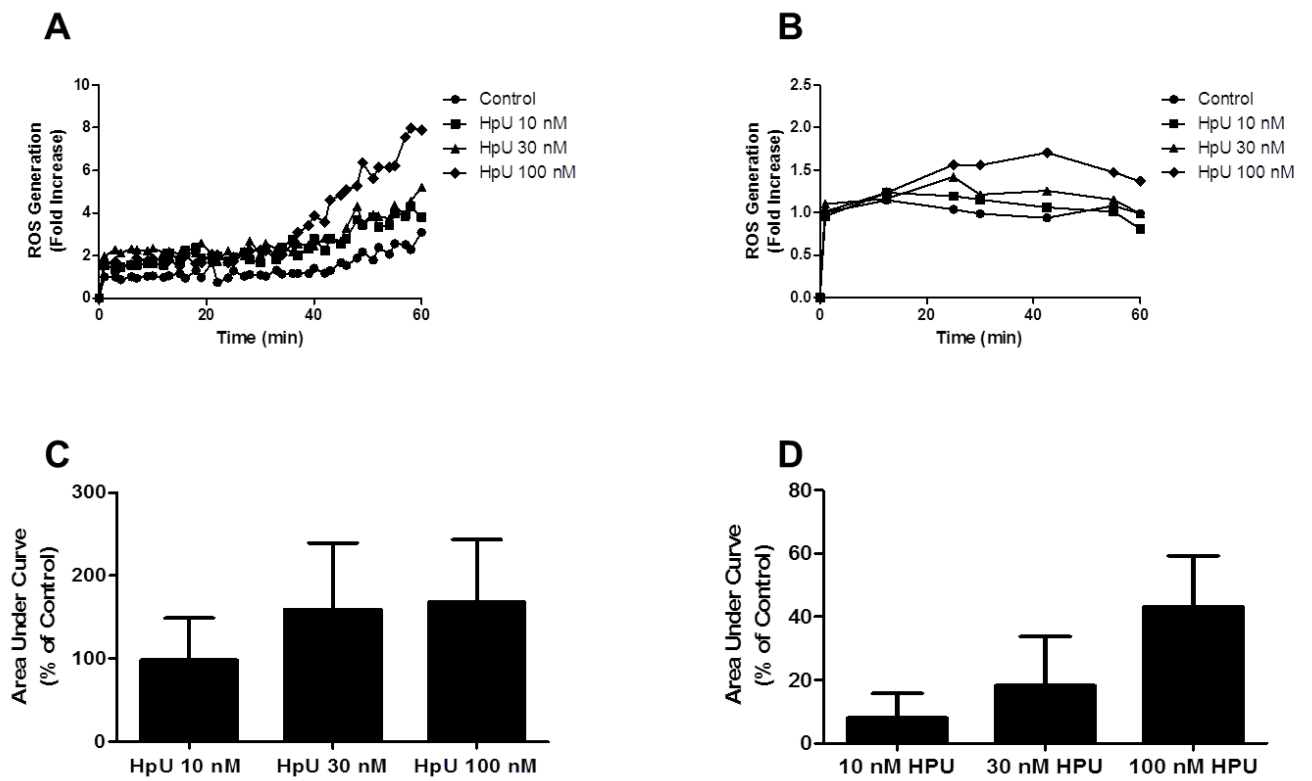 A
ROS Generation
(Fold Increase)
10
8
6
4
2
0
0 20 40 60
Time (min)
Control
HpU 10 nM
HpU 30 nM
HpU 100 nM
B
ROS Generation
(Fold Increase)
2.5
2.0
1.5
1.0
0.5
0.0
0 20 40 60
Time (min)
Control
HpU 10 nM
HpU 30 nM
HpU 100 nM
C
Area Under Curve
(% of Control)
300
200
100
0
HpU 10 nM HpU 30 nM HpU 100 nM
D
Area Under Curve
(% of Control)
80
60
40
20
0
10 nM HPU 30 nM HPU 100 nM HPU